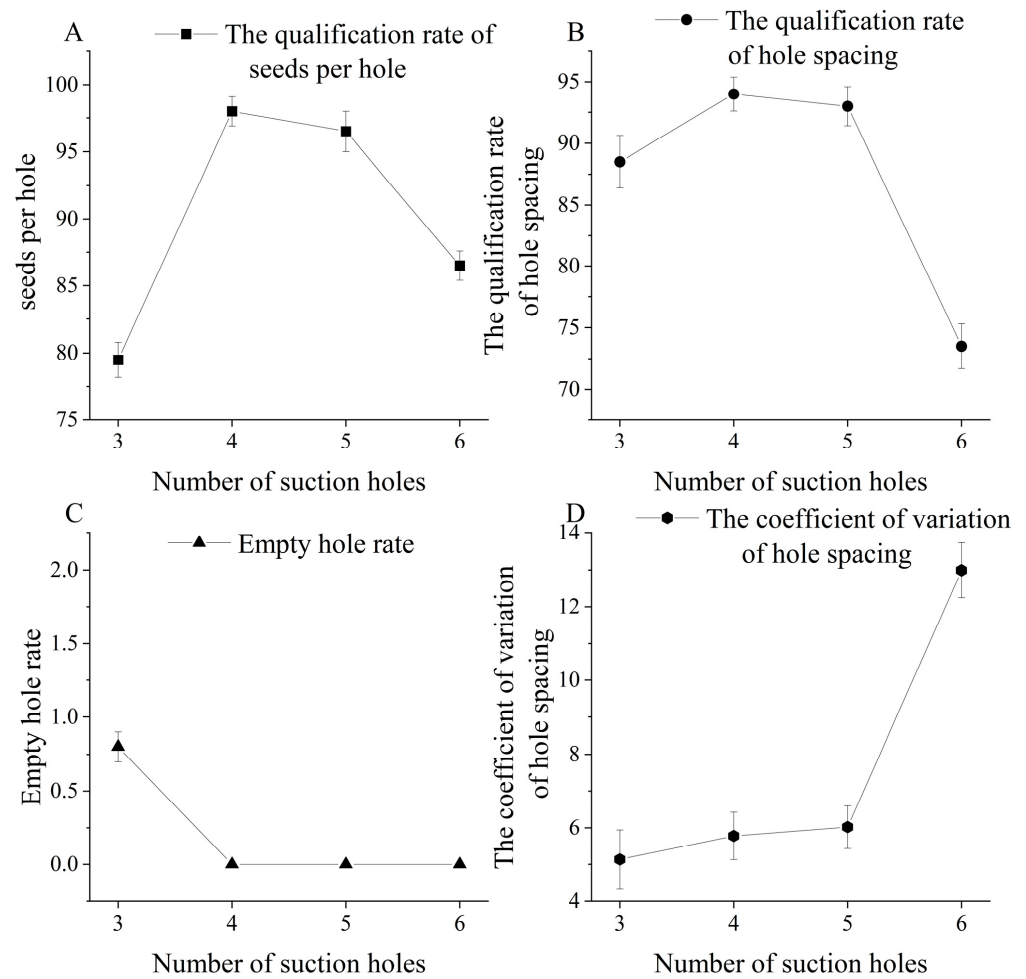 A
The qualification rate of
seeds per hole
100
95
90
85
80
75
seeds per hole
3 4 5 6
Number of suction holes
B
The qualification rate
of hole spacing
95
90
85
80
75
70
The qualification rate
of hole spacing
3 4 5 6
Number of suction holes
C
Empty hole rate
2.0
1.5
1.0
0.5
0.0
Empty hole rate
3 4 5 6
Number of suction holes
D
The coefficient of variation
of hole spacing
14
12
10
8
6
4
The coefficient of variation
of hole spacing
3 4 5 6
Number of suction holes